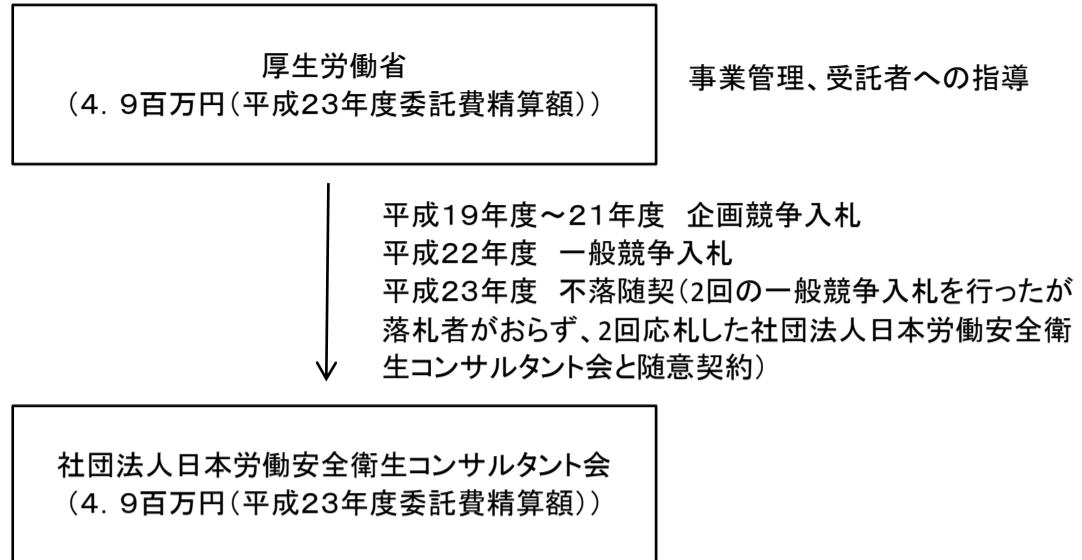 厚生労働省
（４．９百万円（平成２３年度委託費精算額））
事業管理、受託者への指導
平成１９年度～２１年度　企画競争入札
平成２２年度　一般競争入札
平成２３年度　不落随契（2回の一般競争入札を行ったが
落札者がおらず、2回応札した社団法人日本労働安全衛
生コンサルタント会と随意契約）
社団法人日本労働安全衛生コンサルタント会
（４．９百万円（平成２３年度委託費精算額））